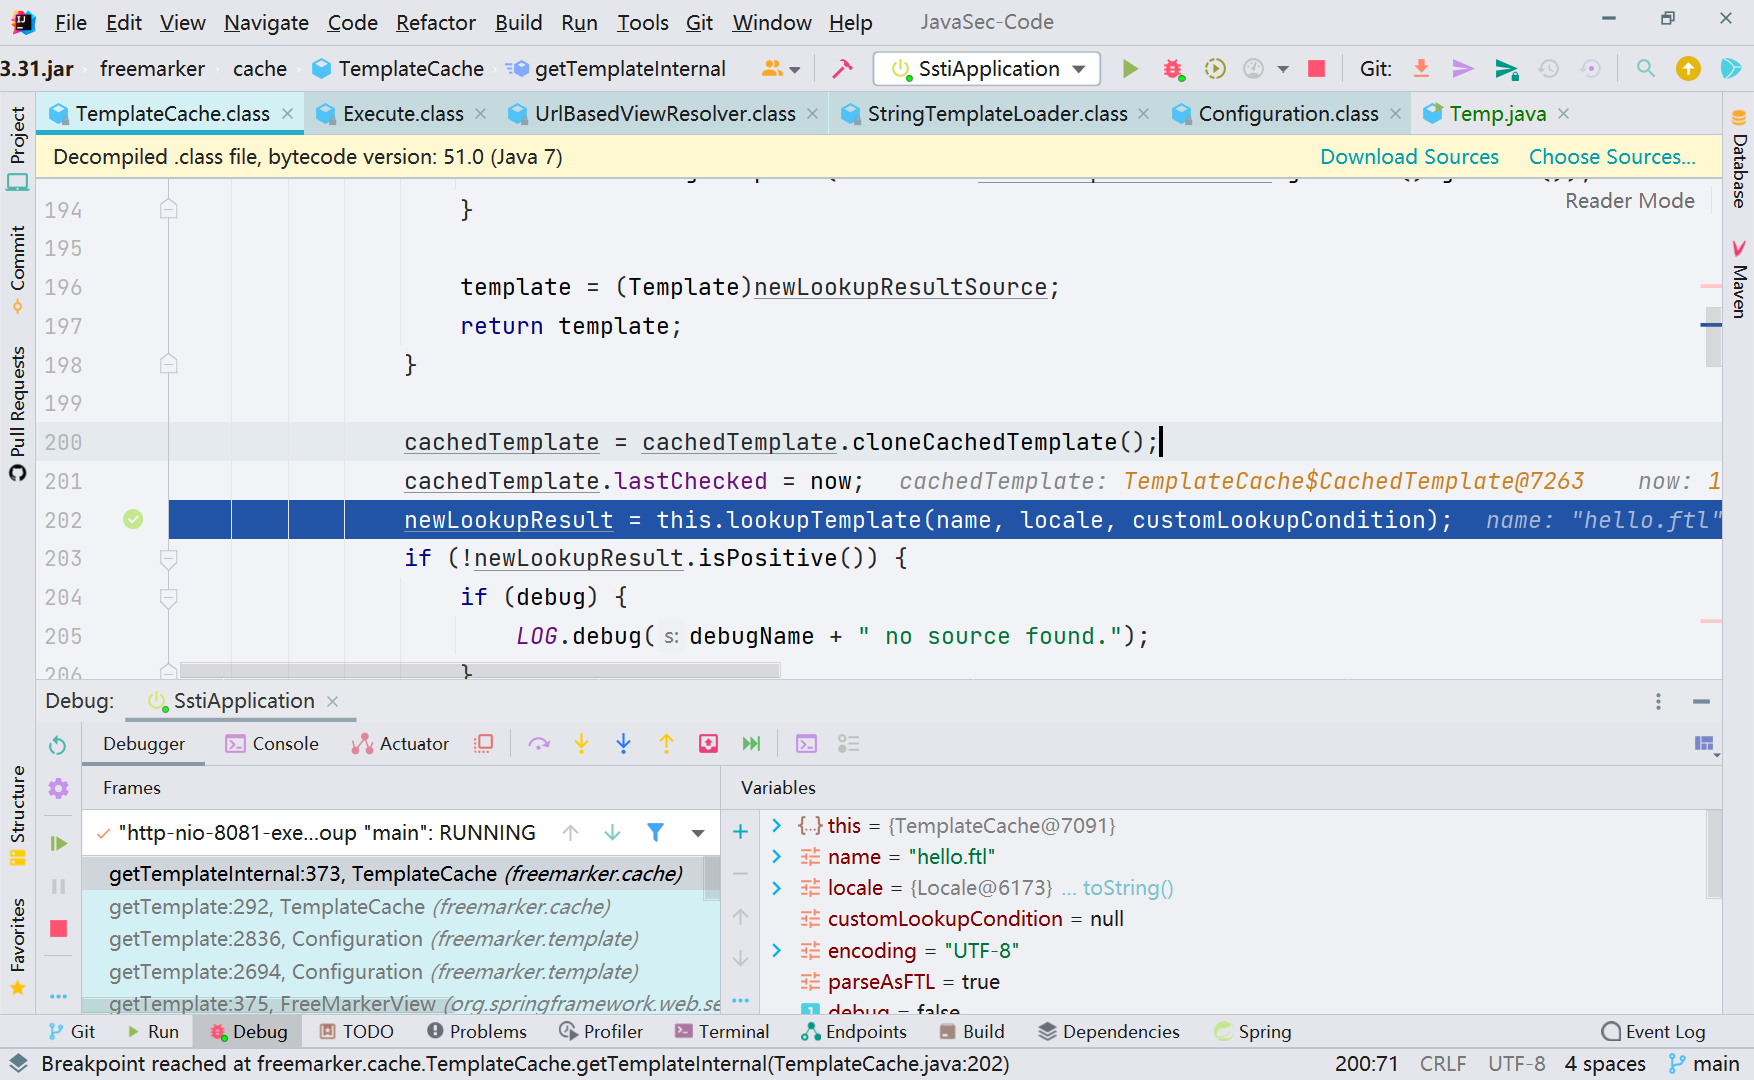 File Edit View Navigate Code Refactor Build Run Tools Git Window Help JavaSec-Code
3.31.jar freemarker cache TemplateCache getTemplateInternal SstiApplication Git:
TemplateCache.class Execute.class UrlBasedViewResolver.class StringTemplateLoader.class Configuration.class Temp.java
Decompiled .class file, bytecode version: 51.0 (Java 7) Download Sources Choose Sources...
Reader Mode
194 }
195
196 template = (Template)newLookupResultSource;
197 return template;
198 }
199
200 cachedTemplate = cachedTemplate.cloneCachedTemplate();
201 cachedTemplate.lastChecked = now; cachedTemplate: TemplateCache$CachedTemplate@7263 now: 1
202 newLookupResult = this.lookupTemplate(name, locale, customLookupCondition); name: "hello.ftl"
203 if (!newLookupResult.isPositive()) {
204 if (debug) {
205 LOG.debug( s: debugName + " no source found.");
206 }
Project
Commit
Pull Requests
Structure
Favorites
Database
Maven
Debug: SstiApplication
Debugger Console Actuator
Frames Variables
"http-nio-8081-exe...oup "main": RUNNING
getTemplateInternal:373, TemplateCache (freemarker.cache)
getTemplate:292, TemplateCache (freemarker.cache)
getTemplate:2836, Configuration (freemarker.template)
getTemplate:2694, Configuration (freemarker.template)
getTemplate:375, FreeMarkerView (org.springframework.web.se
this = {TemplateCache@7091}
name = "hello.ftl"
locale = {Locale@6173} ... toString()
customLookupCondition = null
encoding = "UTF-8"
parseAsFTL = true
debug = false
Git Run Debug TODO Problems Profiler Terminal Endpoints Build Dependencies Spring Event Log
Breakpoint reached at freemarker.cache.TemplateCache.getTemplateInternal(TemplateCache.java:202) 200:71 CRLF UTF-8 4 spaces main